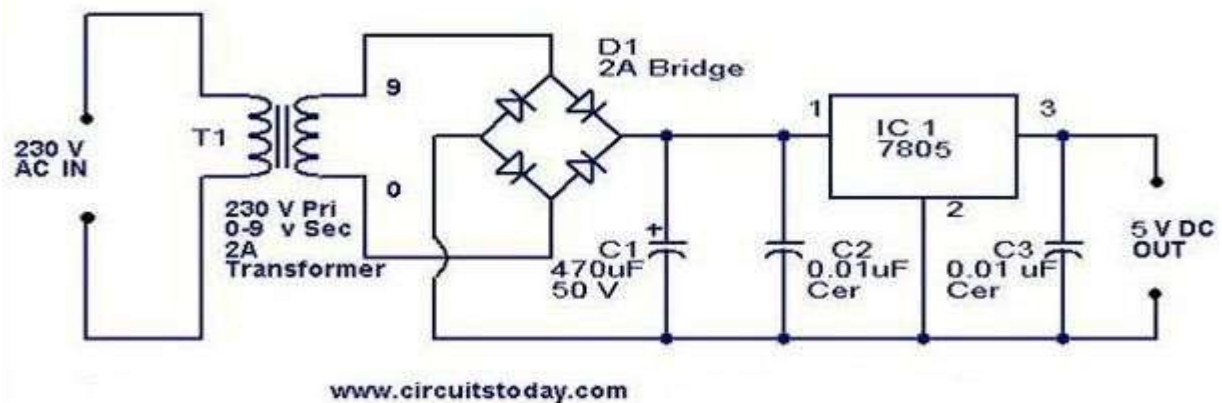 D1
2A Bridge
9
T1
230 V
AC IN
0
230 V Pri
0-9 v Sec
2A
Transformer
1
IC 1
7805
3
2
C1
470uF
50 V
C2
0.01uF
Cer
C3
0.01 uF
Cer
5 V DC
OUT
+
www.circuitstoday.com